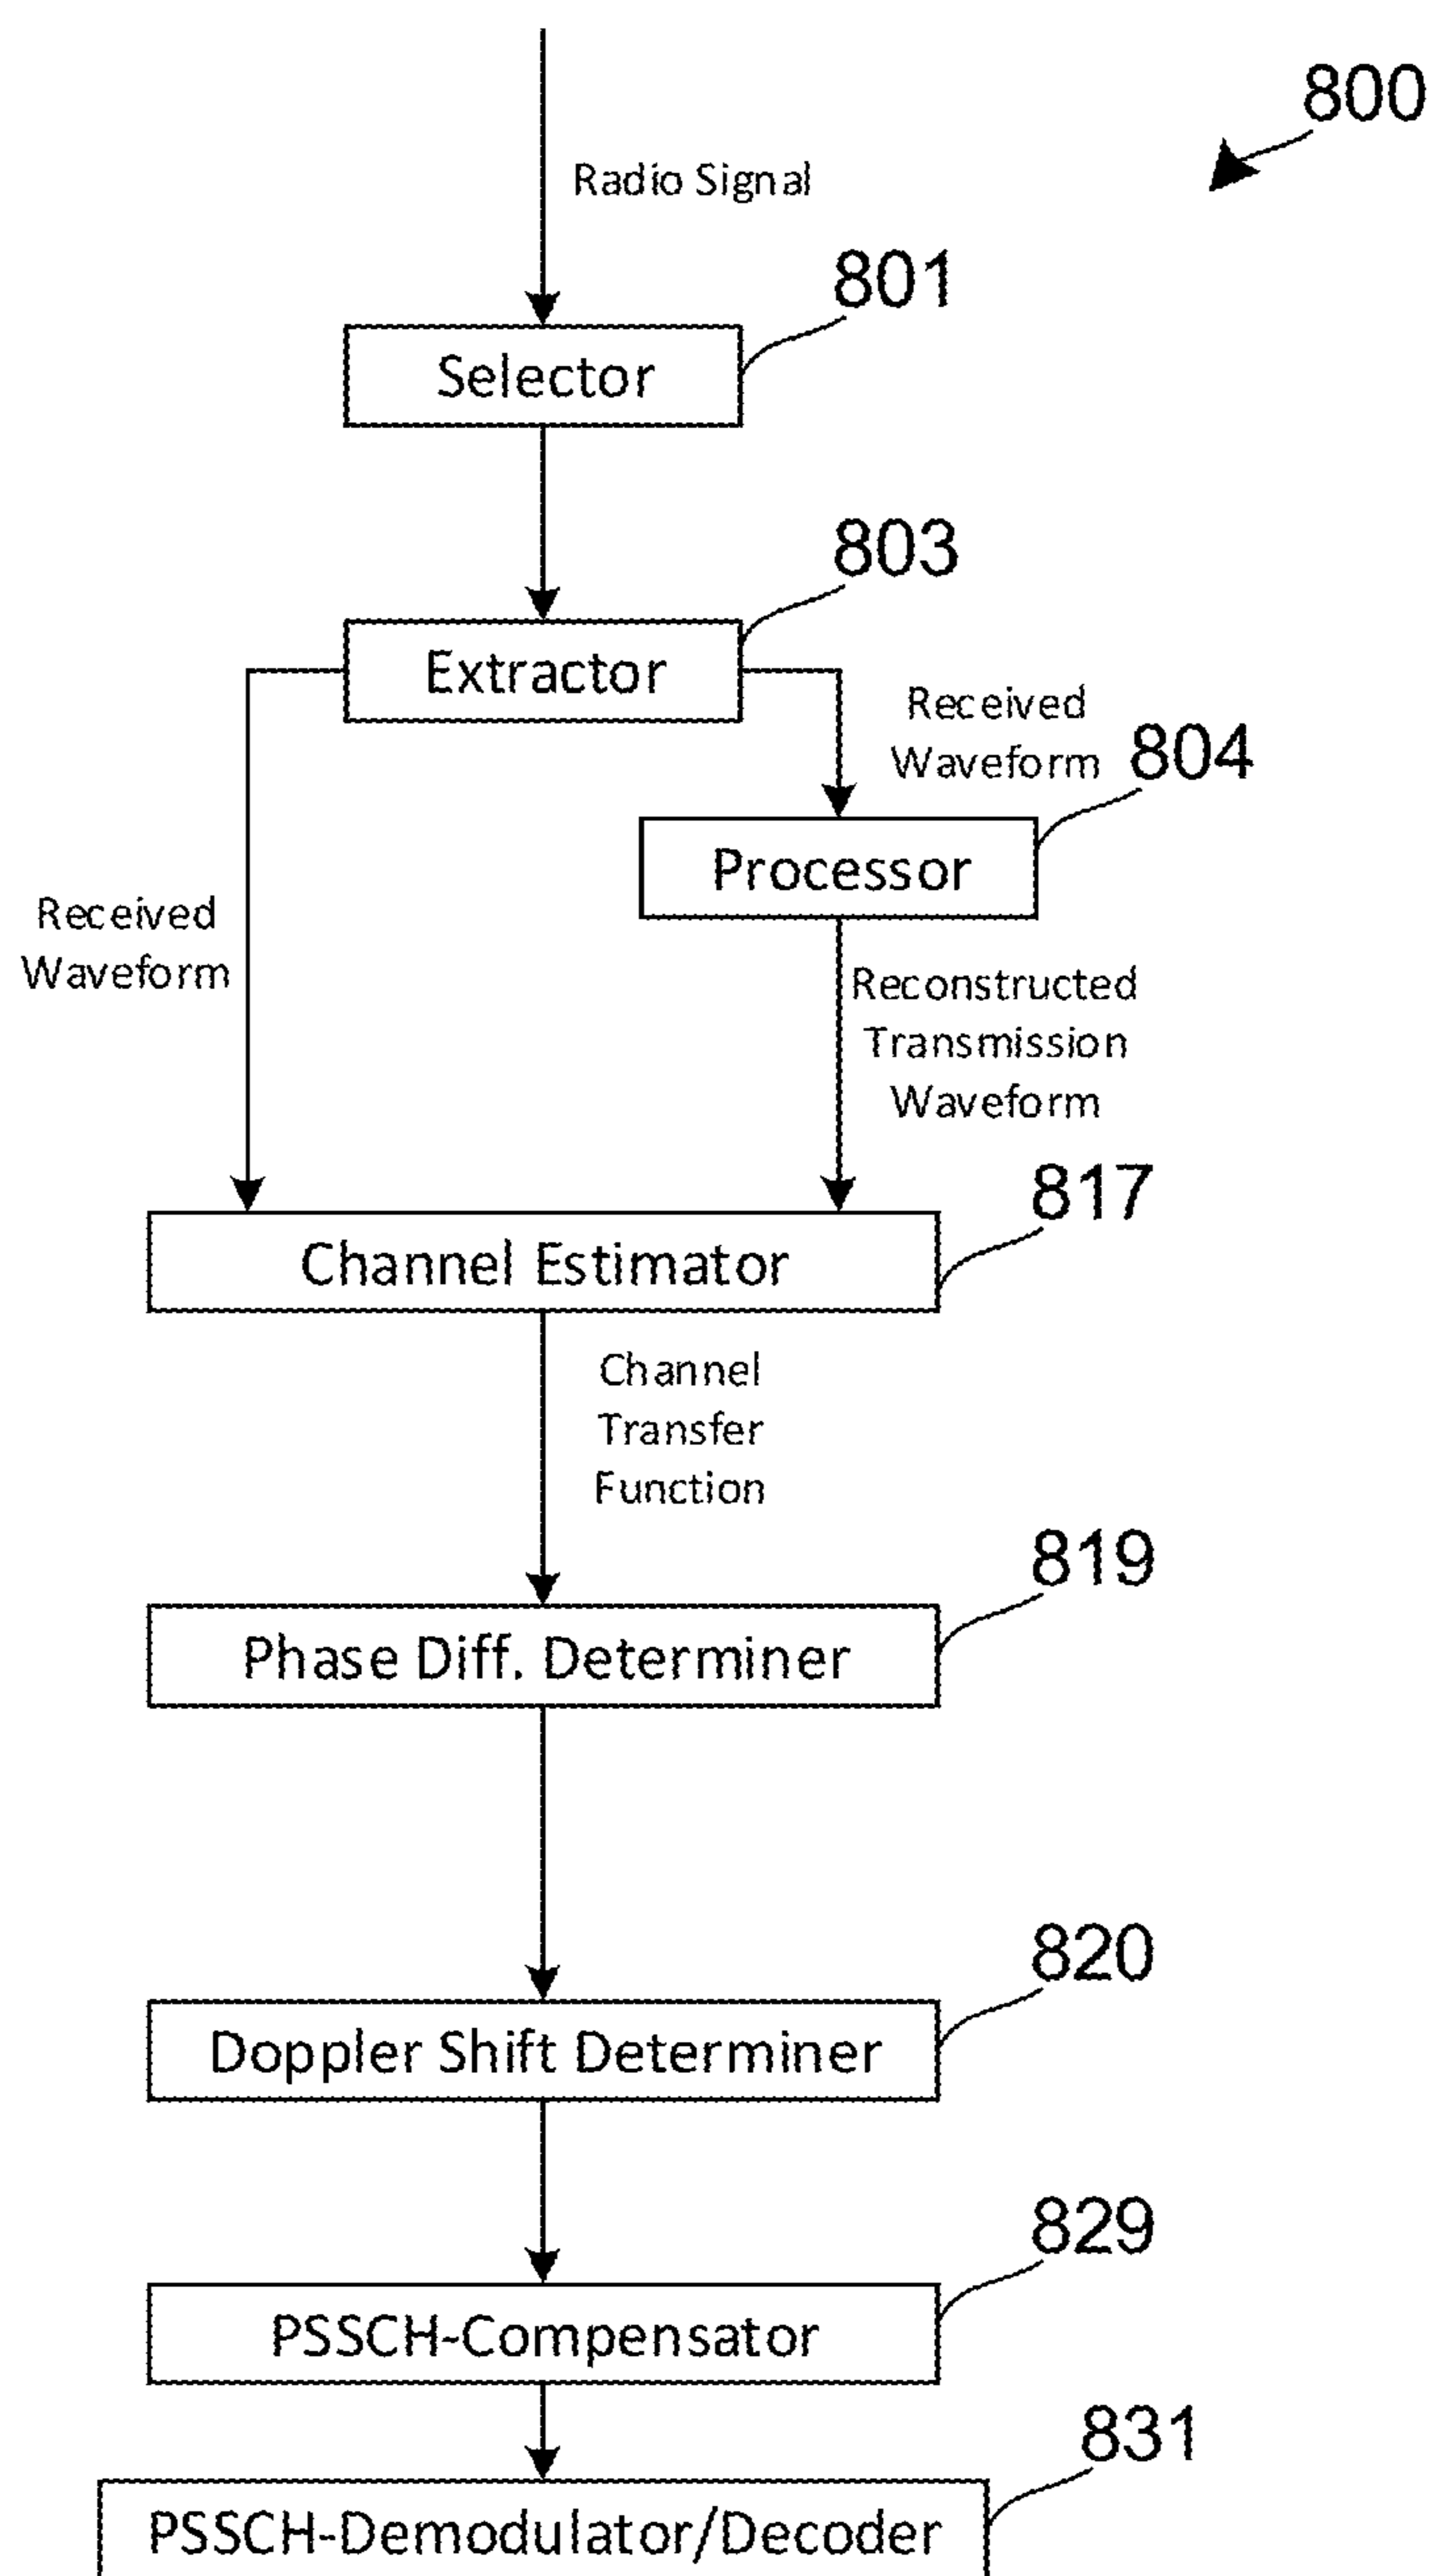 800
Radio Signal
801
Selector
803
Extractor
Received
Waveform
804
Processor
Received
Waveform
Reconstructed
Transmission
Waveform
817
Channel Estimator
Channel
Transfer
Function
819
Phase Diff. Determiner
820
Doppler Shift Determiner
829
PSSCH-Compensator
831
PSSCH-Demodulator/Decoder